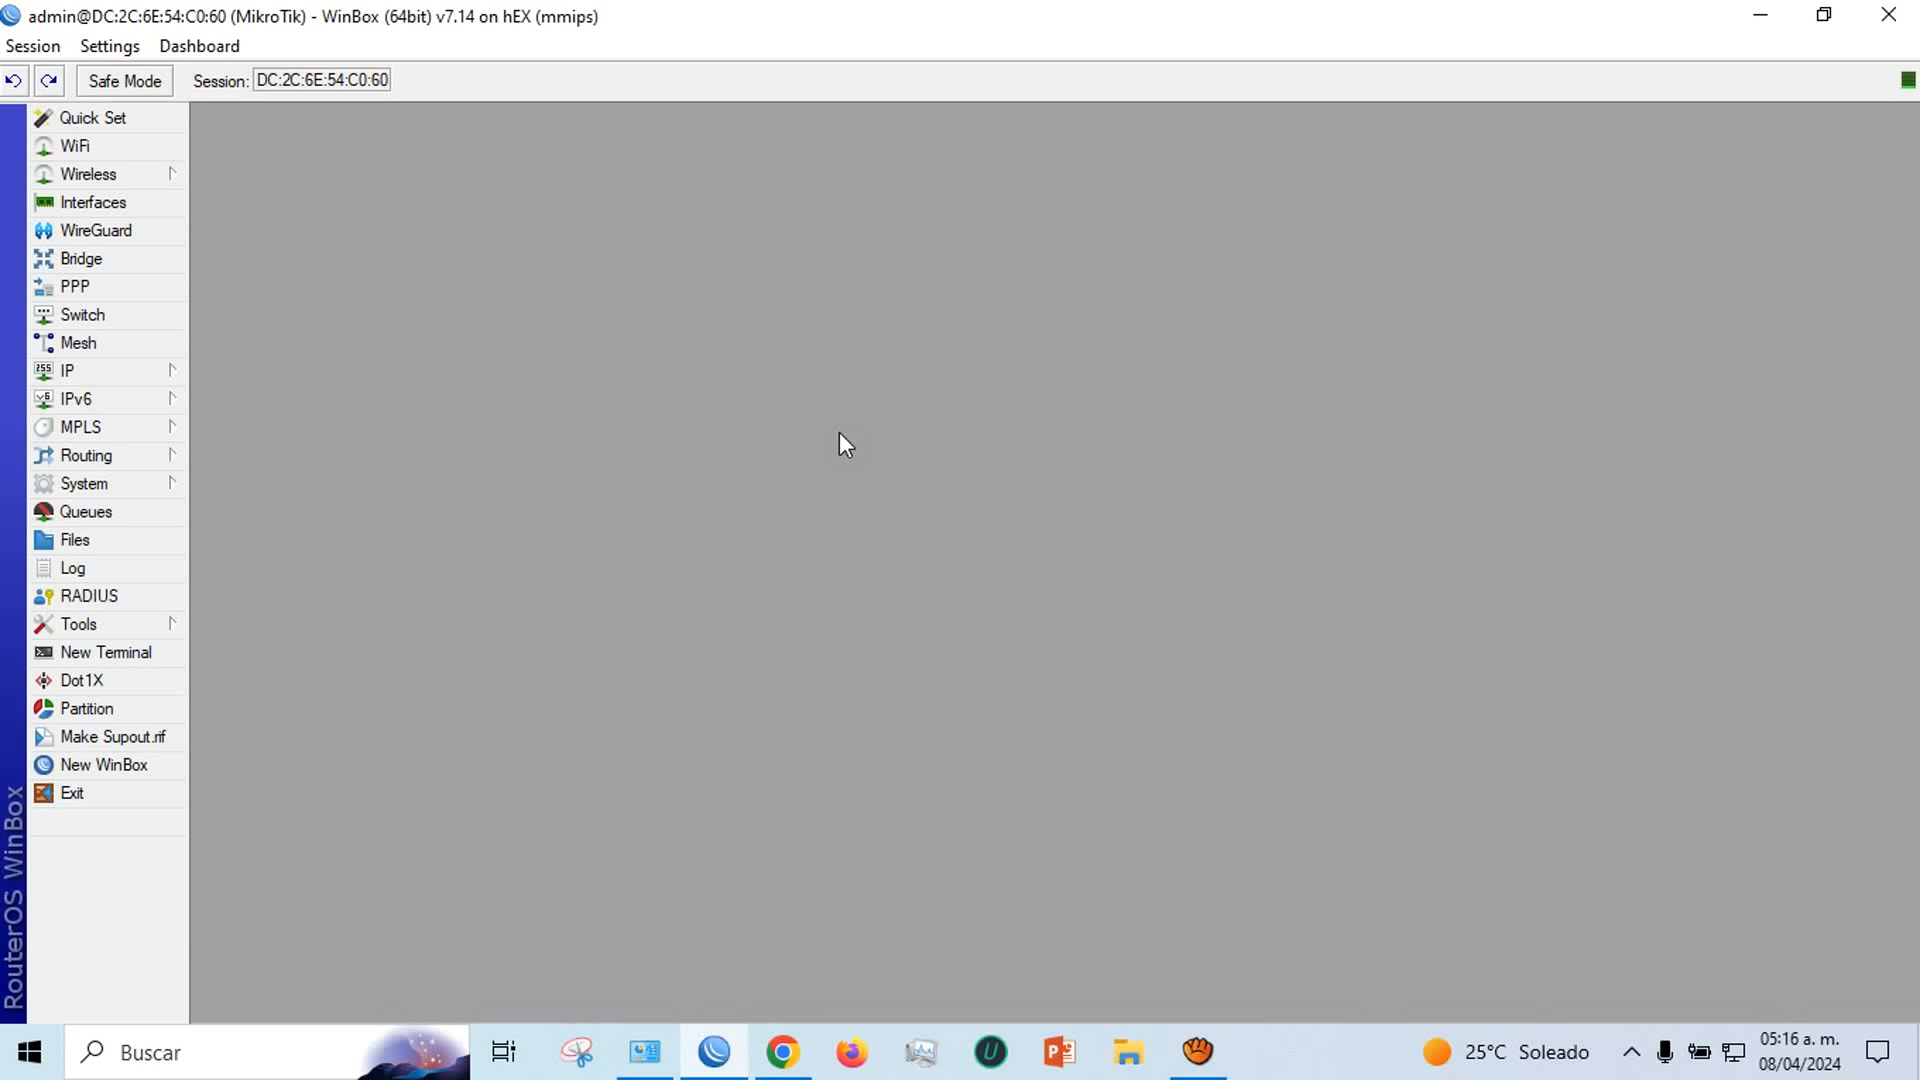 admin@DC:2C:6E:54:C0:60 (MikroTik) - WinBox (64bit) v7.14 on hEX (mmips)
Session Settings Dashboard
Safe Mode Session: DC:2C:6E:54:C0:60
Quick Set
WiFi
Wireless
Interfaces
WireGuard
Bridge
PPP
Switch
Mesh
255 IP
v6 IPv6
MPLS
Routing
System
Queues
Files
Log
RADIUS
Tools
New Terminal
Dot1X
Partition
Make Supout.rif
New WinBox
Exit
RouterOS WinBox
Buscar
25°C Soleado
05:16 a. m.
08/04/2024